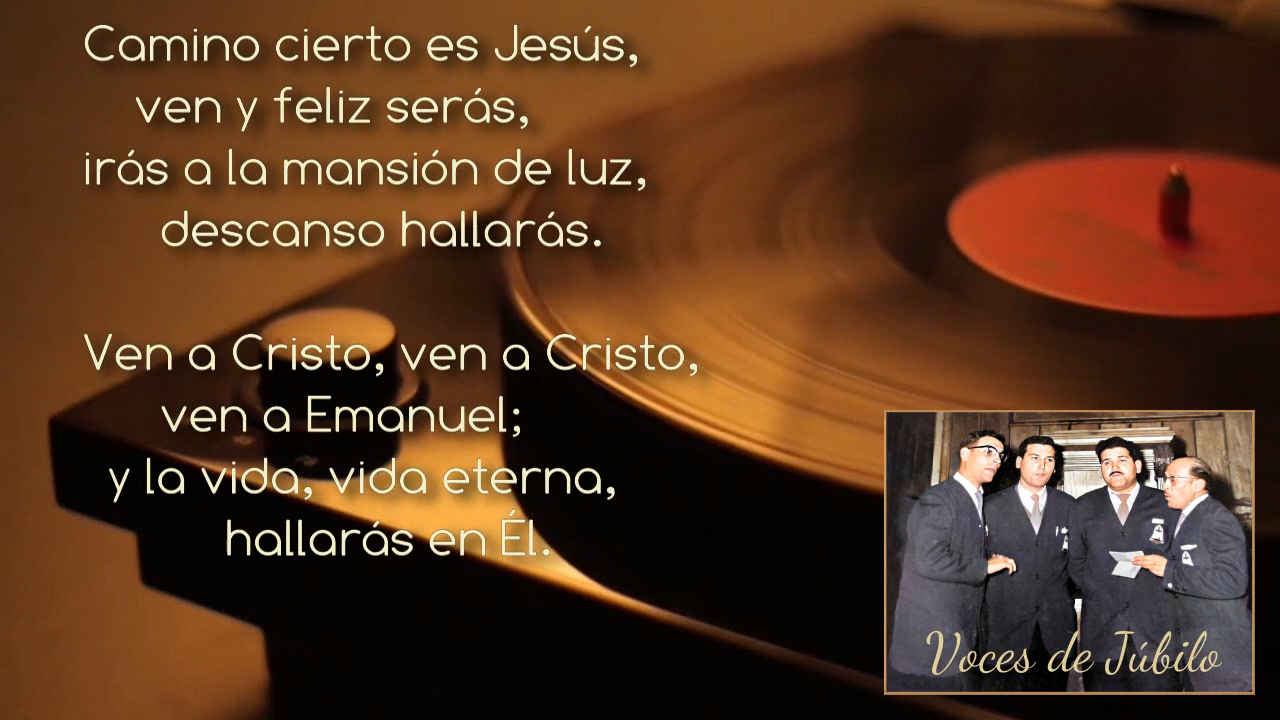 Camino cierto es Jesús,
ven y feliz serás,
irás a la mansión de luz,
descanso hallarás.
Ven a Cristo, ven a Cristo,
ven a Emanuel;
y la vida, vida eterna,
hallarás en Él.
Voces de Júbilo